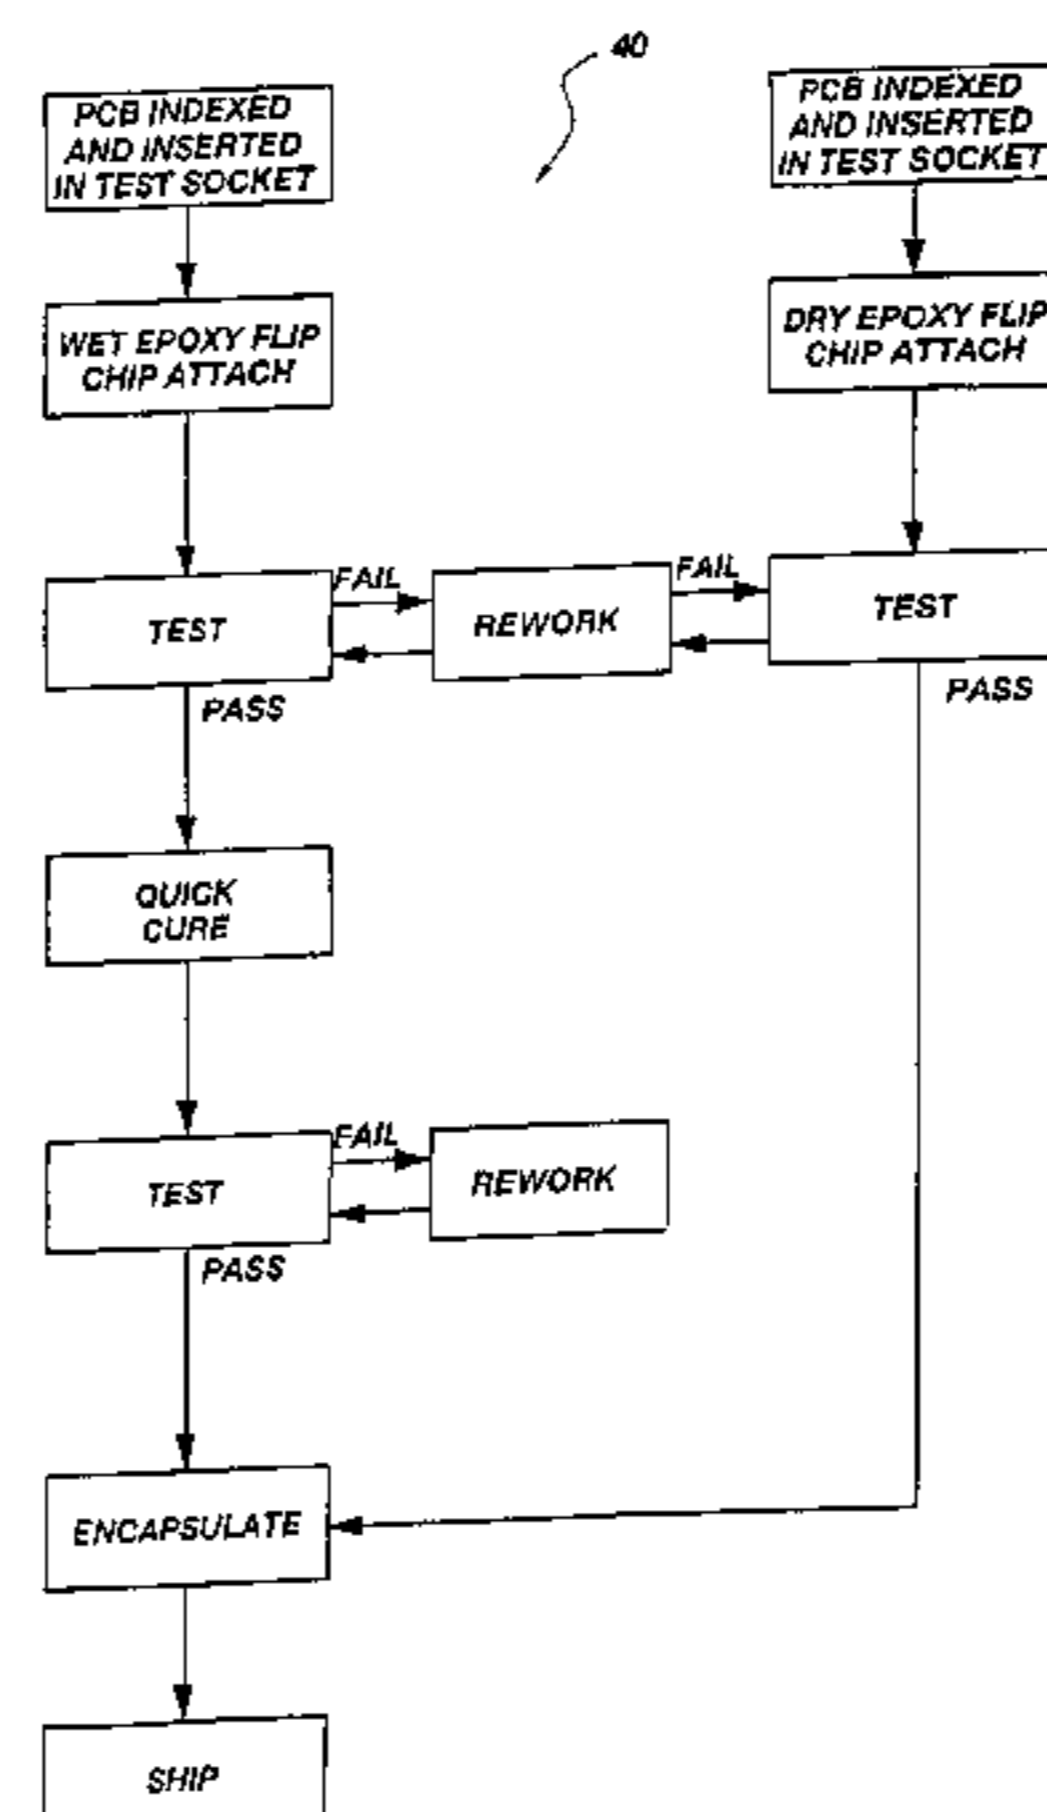 40
PCB INDEXED
AND INSERTED
IN TEST SOCKET
PCB INDEXED
AND INSERTED
IN TEST SOCKET
WET EPOXY FLIP
CHIP ATTACH
DRY EPOXY FLIP
CHIP ATTACH
TEST
FAIL
REWORK
FAIL
TEST
PASS
PASS
QUICK
CURE
TEST
FAIL
REWORK
PASS
ENCAPSULATE
SHIP